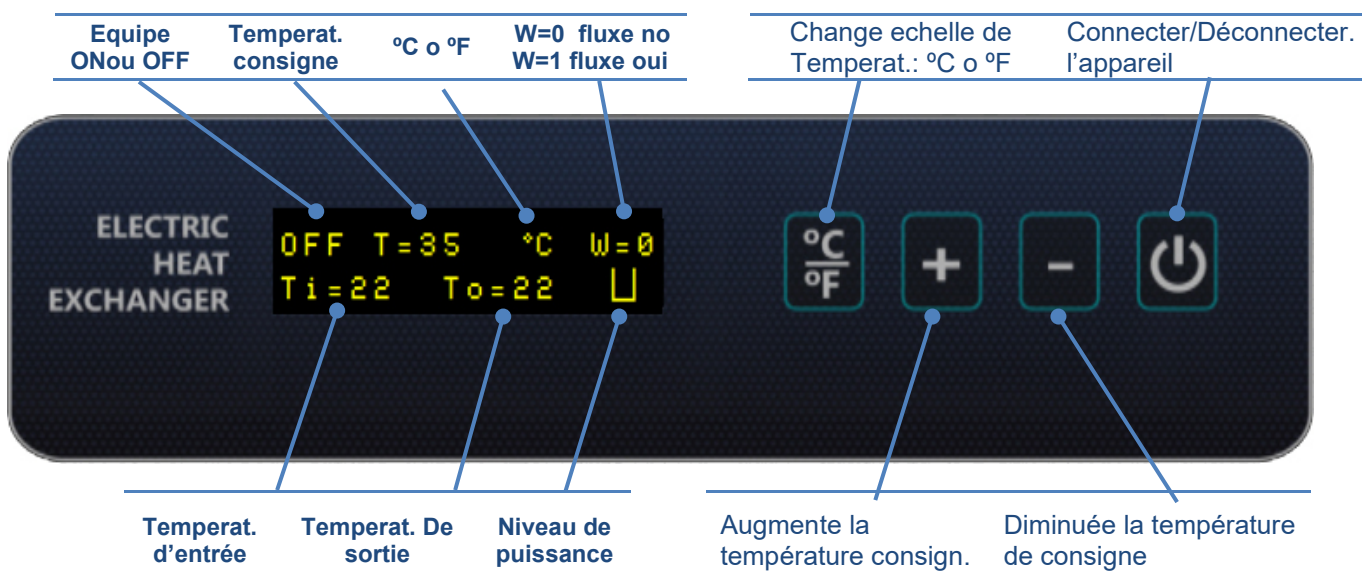 Equipe
ONou OFF
Temperat.
consigne
ºC o ºF
W=0 fluxe no
W=1 fluxe oui
Change echelle de
Temperat.: ºC o ºF
Connecter/Déconnecter.
l'appareil
ELECTRIC
HEAT
EXCHANGER
OFF T=35 °C W=0
Ti=22 To=22
ºC
ºF
+
-
Temperat.
d'entrée
Temperat. De
sortie
Niveau de
puissance
Augmente la
température consign.
Diminuée la température
de consigne